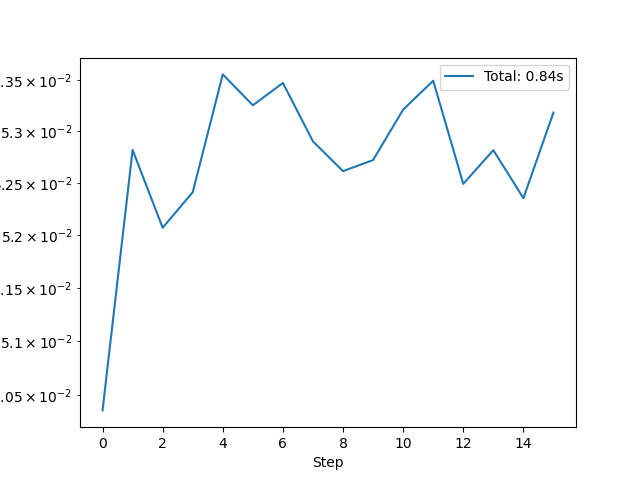 Total: 0.84s
.35 × 10⁻²
5.3 × 10⁻²
.25 × 10⁻²
5.2 × 10⁻²
.15 × 10⁻²
5.1 × 10⁻²
.05 × 10⁻²
0 2 4 6 8 10 12 14
Step